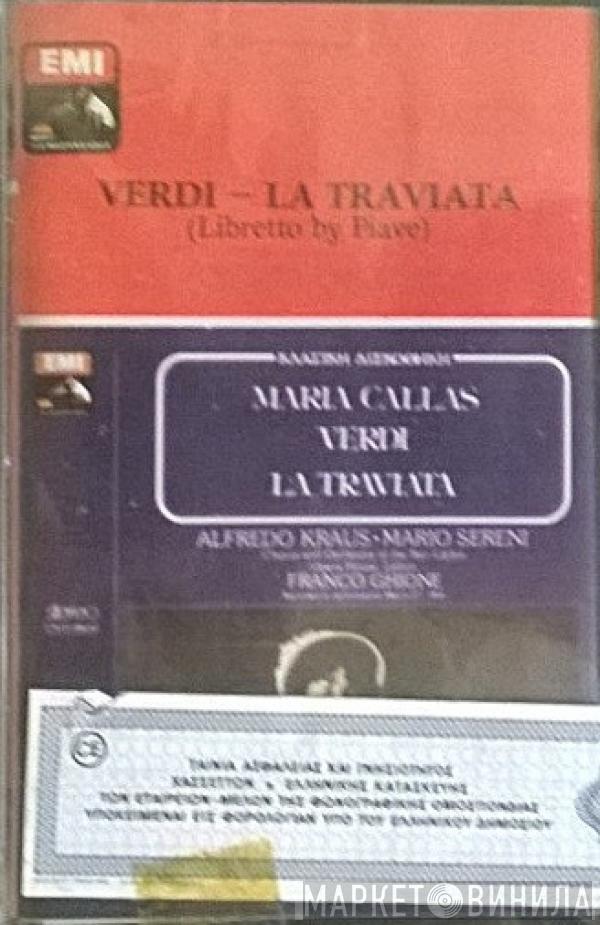 EMI
VERDI – LA TRAVIATA
(Libretto by Piave)
EMI
ΚΛΑΣΙΚΗ ΔΙΣΚΟΘΗΚΗ
MARIA CALLAS
VERDI
LA TRAVIATA
ALFREDO KRAUS • MARIO SERENI
FRANCO GHIONE
ΤΑΙΝΙΑ ΑΣΦΑΛΕΙΑΣ ΚΑΙ ΓΝΗΣΙΟΤΗΤΟΣ
ΚΑΣΣΕΤΤΩΝ ΕΛΛΗΝΙΚΗΣ ΚΑΤΑΣΚΕΥΗΣ
ΤΩΝ ΕΤΑΙΡΕΙΩΝ-ΜΕΛΩΝ ΤΗΣ ΦΩΝΟΓΡΑΦΙΚΗΣ ΟΜΟΣΠΟΝΔΙΑΣ
ΥΠΟΚΕΙΜΕΝΑΙ ΕΙΣ ΦΟΡΟΛΟΓΙΑΝ ΥΠΟ ΤΟΥ ΕΛΛΗΝΙΚΟΥ ΔΗΜΟΣΙΟΥ
МАРКЕТ ВИНИЛА